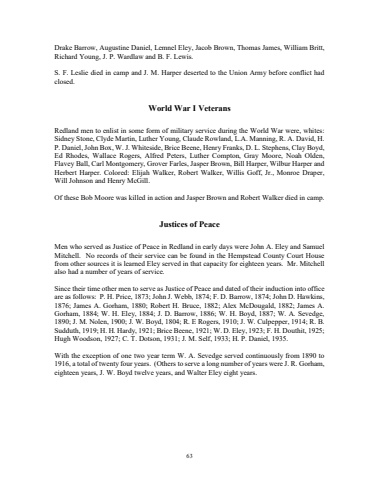 Drake Barrow, Augustine Daniel, Lemnel Eley, Jacob Brown, Thomas James, William Britt,
Richard Young, J. P. Wardlaw and B. F. Lewis.
S. F. Leslie died in camp and J. M. Harper deserted to the Union Army before conflict had
closed.
World War I Veterans
Redland men to enlist in some form of military service during the World War were, whites:
Sidney Stone, Clyde Martin, Luther Young, Claude Rowland, L.A. Manning, R. A. David, H.
P. Daniel, John Box, W. J. Whiteside, Brice Beene, Henry Franks, D. L. Stephens, Clay Boyd,
Ed Rhodes, Wallace Rogers, Alfred Peters, Luther Compton, Gray Moore, Noah Olden,
Flavey Ball, Carl Montgomery, Grover Farles, Jasper Brown, Bill Harper, Wilbur Harper and
Herbert Harper. Colored: Elijah Walker, Robert Walker, Willis Goff, Jr., Monroe Draper,
Will Johnson and Henry McGill.
Of these Bob Moore was killed in action and Jasper Brown and Robert Walker died in camp.
Justices of Peace
Men who served as Justice of Peace in Redland in early days were John A. Eley and Samuel
Mitchell. No records of their service can be found in the Hempstead County Court House
from other sources it is learned Eley served in that capacity for eighteen years. Mr. Mitchell
also had a number of years of service.
Since their time other men to serve as Justice of Peace and dated of their induction into office
are as follows: P. H. Price, 1873; John J. Webb, 1874; F. D. Barrow, 1874; John D. Hawkins,
1876; James A. Gorham, 1880; Robert H. Bruce, 1882; Alex McDougald, 1882; James A.
Gorham, 1884; W. H. Eley, 1884; J. D. Barrow, 1886; W. H. Boyd, 1887; W. A. Sevedge,
1890; J. M. Nolen, 1900; J. W. Boyd, 1804; R. E Rogers, 1910; J. W. Culpepper, 1914; R. B.
Sudduth, 1919; H. H. Hardy, 1921; Brice Beene, 1921; W. D. Eley, 1923; F. H. Douthit, 1925;
Hugh Woodson, 1927; C. T. Dotson, 1931; J. M. Self, 1933; H. P. Daniel, 1935.
With the exception of one two year term W. A. Sevedge served continuously from 1890 to
1916, a total of twenty four years. (Others to serve a long number of years were J. R. Gorham,
eighteen years, J. W. Boyd twelve years, and Walter Eley eight years.
63